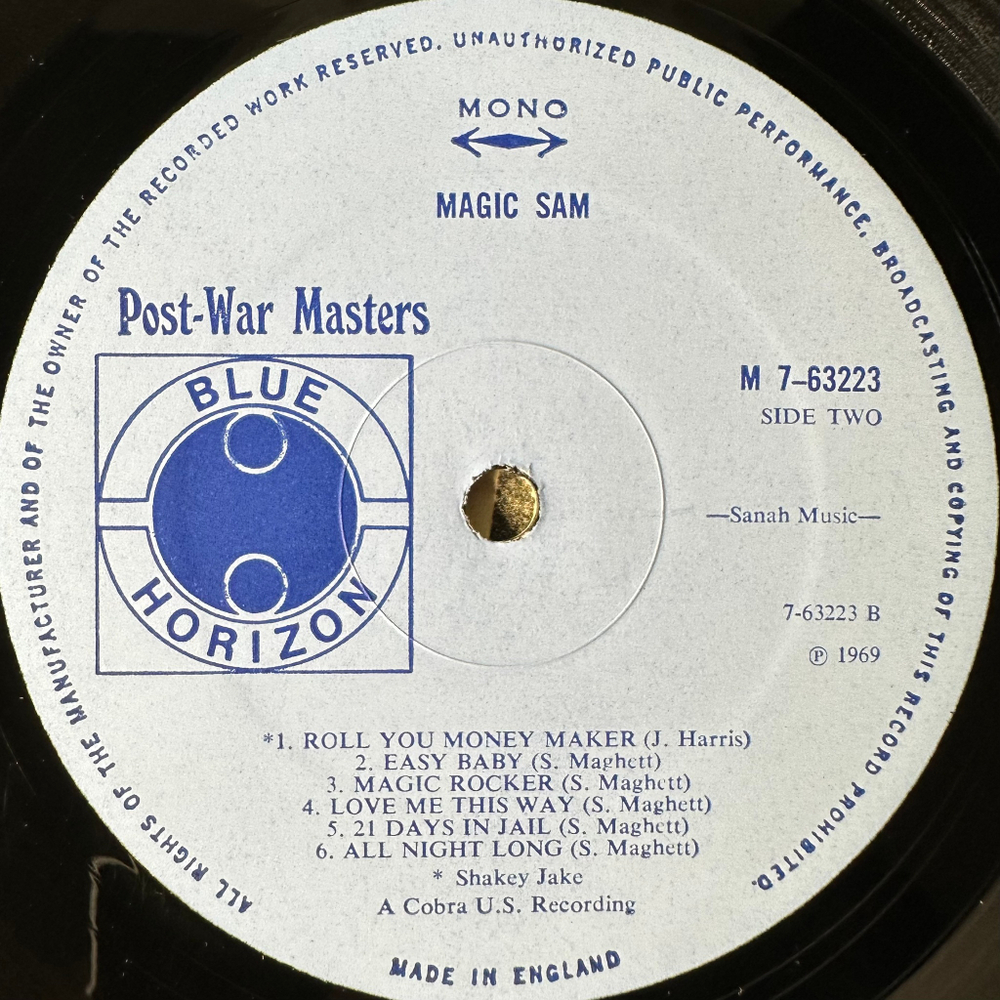 ALL RIGHTS OF THE MANUFACTURER AND OF THE OWNER OF THE RECORDED WORK RESERVED. UNAUTHORIZED PUBLIC PERFORMANCE, BROADCASTING AND COPYING OF THIS RECORD PROHIBITED.
MONO
MAGIC SAM
Post-War Masters
BLUE
HORIZON
M 7-63223
SIDE TWO
—Sanah Music—
7-63223 B
Ⓟ 1969
*1. ROLL YOU MONEY MAKER (J. Harris)
2. EASY BABY (S. Maghett)
3. MAGIC ROCKER (S. Maghett)
4. LOVE ME THIS WAY (S. Maghett)
5. 21 DAYS IN JAIL (S. Maghett)
6. ALL NIGHT LONG (S. Maghett)
* Shakey Jake
A Cobra U.S. Recording
MADE IN ENGLAND